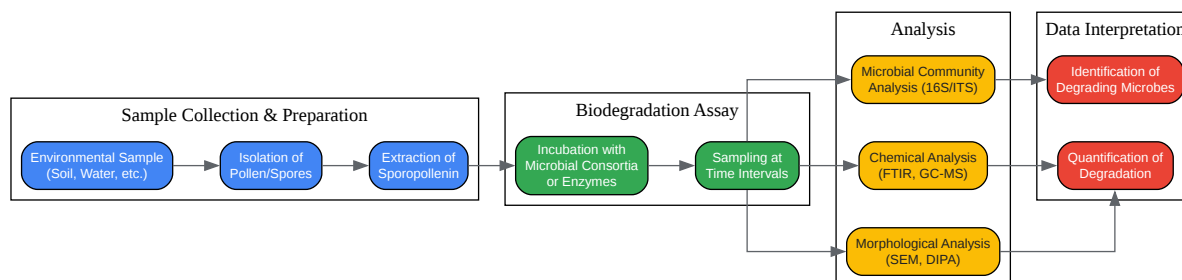 Sample Collection & Preparation
Environmental Sample
(Soil, Water, etc.)
Isolation of
Pollen/Spores
Extraction of
Sporopollenin
Biodegradation Assay
Incubation with
Microbial Consortia
or Enzymes
Sampling at
Time Intervals
Analysis
Microbial Community
Analysis (16S/ITS)
Chemical Analysis
(FTIR, GC-MS)
Morphological Analysis
(SEM, DIPA)
Data Interpretation
Identification of
Degrading Microbes
Quantification of
Degradation